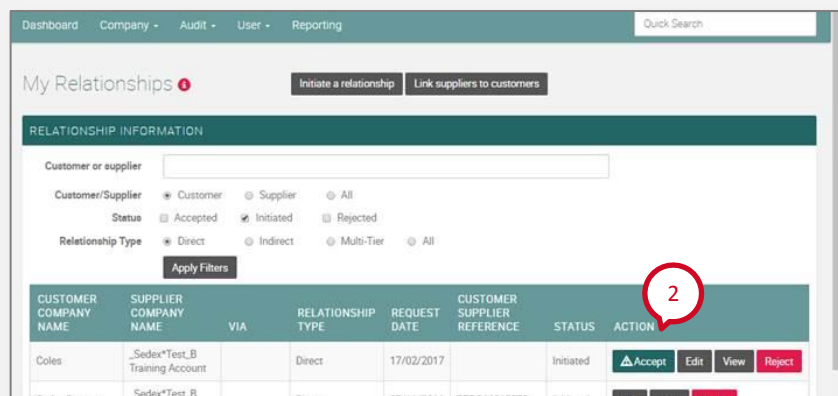 Dashboard Company Audit User Reporting Quick Search
My Relationships Initiate a relationship Link suppliers to customers
RELATIONSHIP INFORMATION
Customer or supplier
Customer/Supplier Customer Supplier All
Status Accepted Initiated Rejected
Relationship Type Direct Indirect Multi-Tier All
Apply Filters
2
CUSTOMER COMPANY NAME SUPPLIER COMPANY NAME VIA RELATIONSHIP TYPE REQUEST DATE CUSTOMER SUPPLIER REFERENCE STATUS ACTION
Coles _Sedex*Test_B Training Account Direct 17/02/2017 Initiated Accept Edit View Reject
_Sedex*Test_B